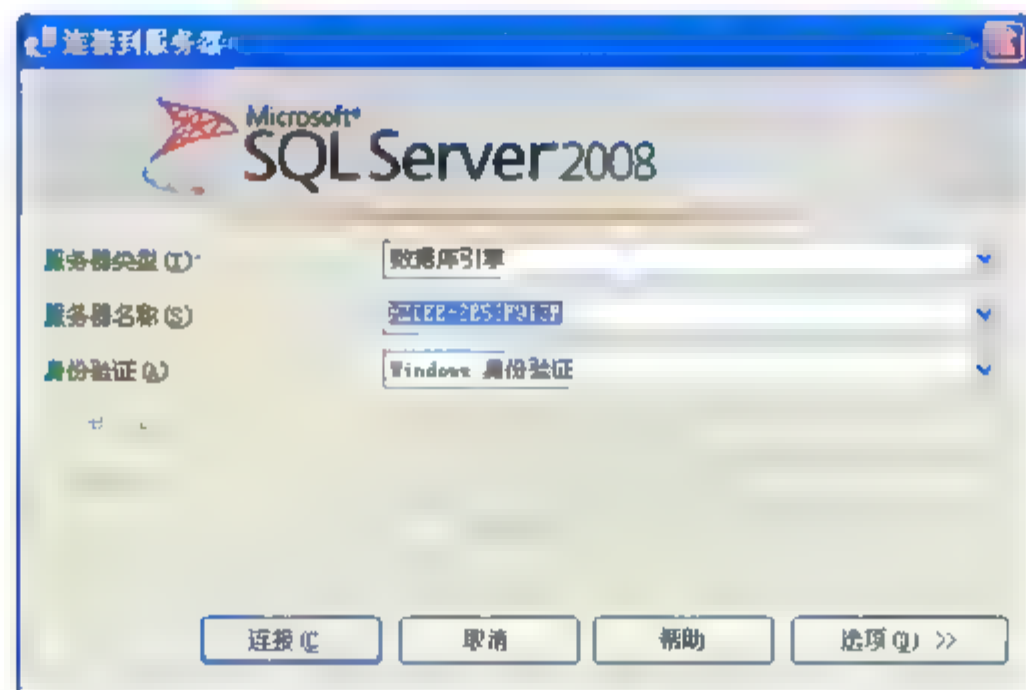 连接到服务器
Microsoft®
SQL Server 2008
服务器类型(T):
数据库引擎
服务器名称(S)
身份验证(A)
Windows 身份验证
连接(C
取消
帮助
选项(O) >>